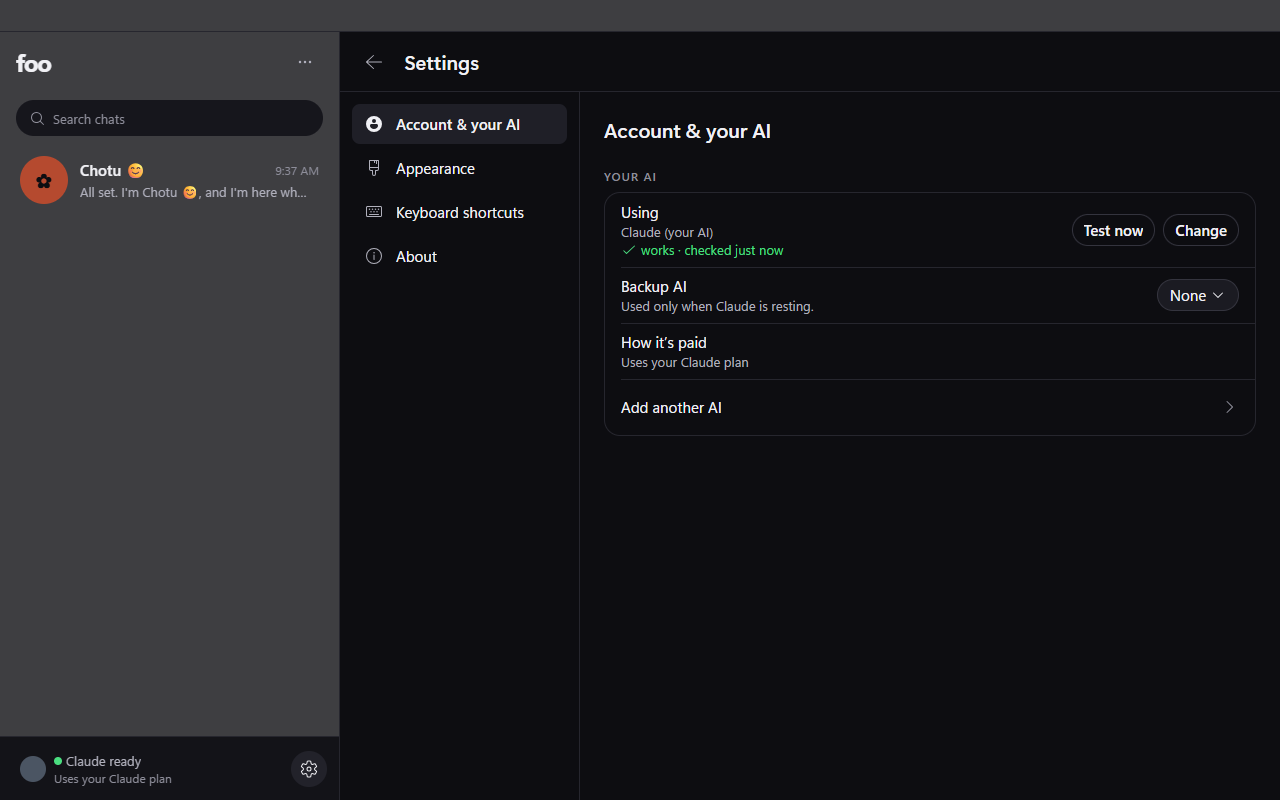 foo
...
Settings
Search chats
Chotu 😊
9:37 AM
All set. I'm Chotu 😊, and I'm here wh...
Account & your AI
Appearance
Keyboard shortcuts
About
Account & your AI
YOUR AI
Using
Claude (your AI)
works · checked just now
Test now
Change
Backup AI
Used only when Claude is resting.
None
How it’s paid
Uses your Claude plan
Add another AI
Claude ready
Uses your Claude plan